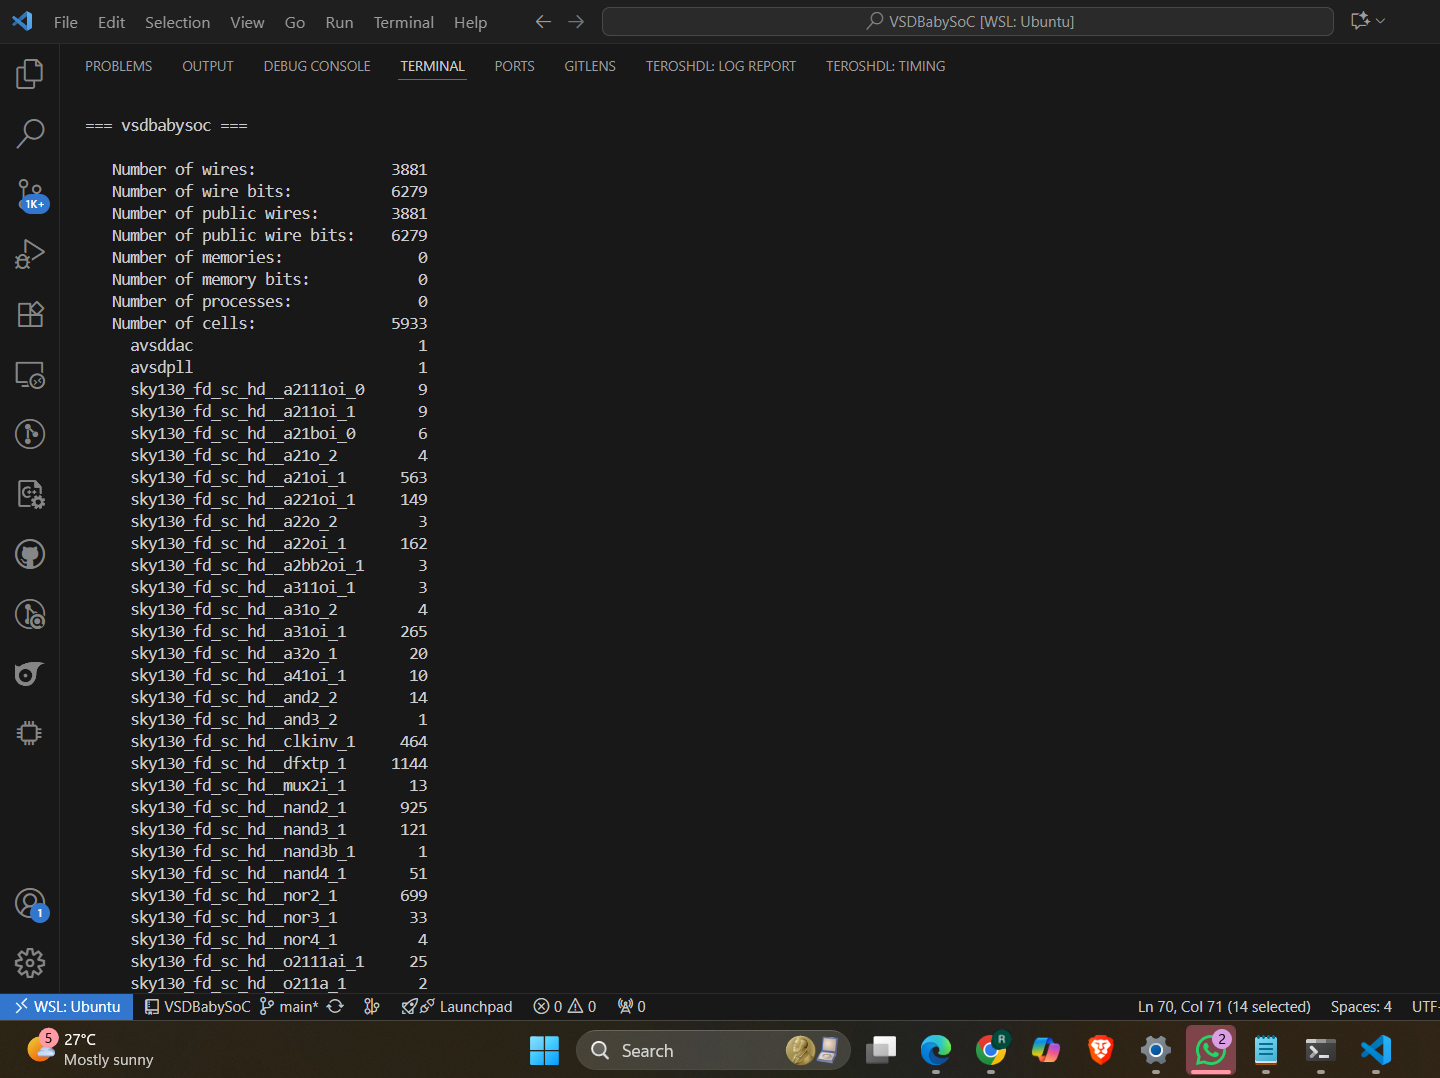 File Edit Selection View Go Run Terminal Help
VSDBabySoC [WSL: Ubuntu]
PROBLEMS OUTPUT DEBUG CONSOLE TERMINAL PORTS GITLENS TEROSHDL: LOG REPORT TEROSHDL: TIMING
=== vsdbabysoc ===
Number of wires: 3881
Number of wire bits: 6279
Number of public wires: 3881
Number of public wire bits: 6279
Number of memories: 0
Number of memory bits: 0
Number of processes: 0
Number of cells: 5933
avsddac 1
avsdpll 1
sky130_fd_sc_hd__a2111oi_0 9
sky130_fd_sc_hd__a211oi_1 9
sky130_fd_sc_hd__a21boi_0 6
sky130_fd_sc_hd__a21o_2 4
sky130_fd_sc_hd__a21oi_1 563
sky130_fd_sc_hd__a221oi_1 149
sky130_fd_sc_hd__a22o_2 3
sky130_fd_sc_hd__a22oi_1 162
sky130_fd_sc_hd__a2bb2oi_1 3
sky130_fd_sc_hd__a311oi_1 3
sky130_fd_sc_hd__a31o_2 4
sky130_fd_sc_hd__a31oi_1 265
sky130_fd_sc_hd__a32o_1 20
sky130_fd_sc_hd__a41oi_1 10
sky130_fd_sc_hd__and2_2 14
sky130_fd_sc_hd__and3_2 1
sky130_fd_sc_hd__clkinv_1 464
sky130_fd_sc_hd__dfxtp_1 1144
sky130_fd_sc_hd__mux2i_1 13
sky130_fd_sc_hd__nand2_1 925
sky130_fd_sc_hd__nand3_1 121
sky130_fd_sc_hd__nand3b_1 1
sky130_fd_sc_hd__nand4_1 51
sky130_fd_sc_hd__nor2_1 699
sky130_fd_sc_hd__nor3_1 33
sky130_fd_sc_hd__nor4_1 4
sky130_fd_sc_hd__o2111ai_1 25
sky130_fd_sc_hd__o211a_1 2
1K+
1
WSL: Ubuntu VSDBabySoC main* Launchpad 0 0 0 Ln 70, Col 71 (14 selected) Spaces: 4 UTF-
5 27°C
Mostly sunny
Search
R
2